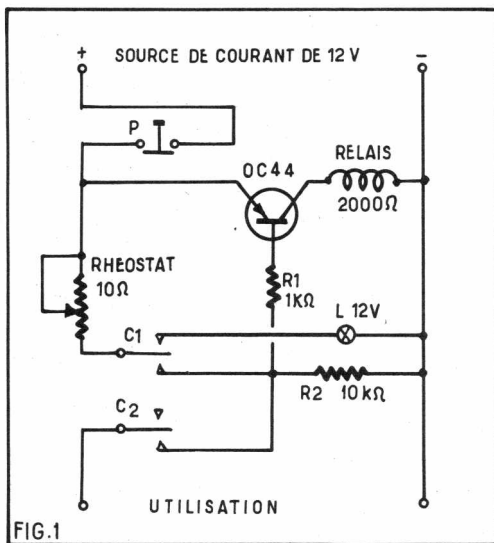 + SOURCE DE COURANT DE 12 V -
P
OC44
RELAIS
2000Ω
RHEOSTAT
10Ω
R1
1KΩ
C1
L 12V
R2 10kΩ
C2
UTILISATION
FIG.1